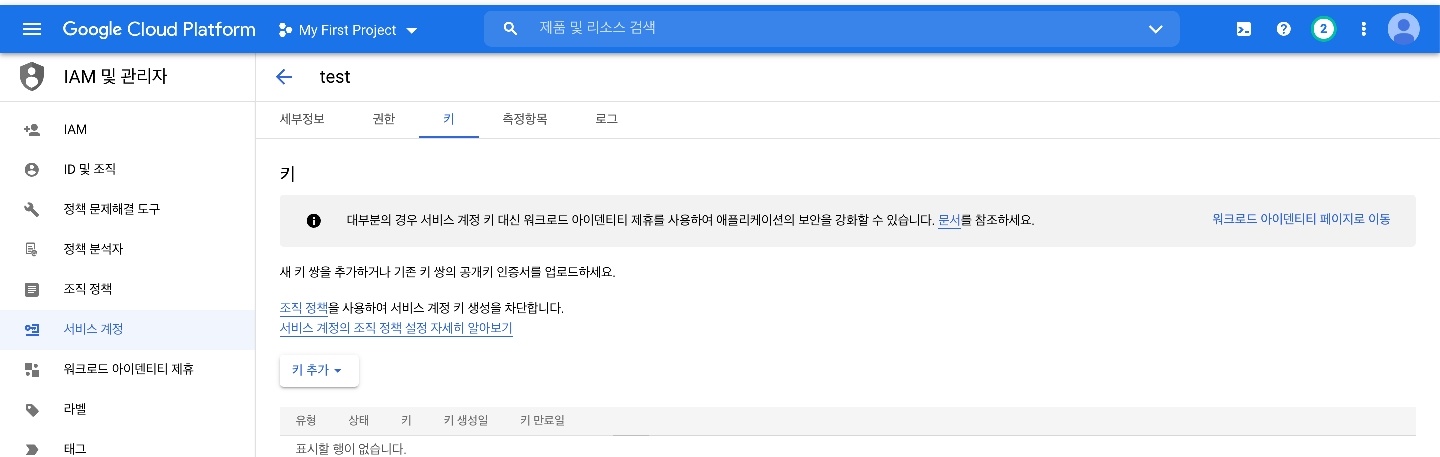 Google Cloud Platform
My First Project
제품 및 리소스 검색
2
IAM 및 관리자
test
세부정보 권한 키 측정항목 로그
IAM
ID 및 조직
정책 문제해결 도구
정책 분석자
조직 정책
서비스 계정
워크로드 아이덴티티 제휴
라벨
태그
키
대부분의 경우 서비스 계정 키 대신 워크로드 아이덴티티 제휴를 사용하여 애플리케이션의 보안을 강화할 수 있습니다. 문서를 참조하세요.
워크로드 아이덴티티 페이지로 이동
새 키 쌍을 추가하거나 기존 키 쌍의 공개키 인증서를 업로드하세요.
조직 정책을 사용하여 서비스 계정 키 생성을 차단합니다.
서비스 계정의 조직 정책 설정 자세히 알아보기
키 추가
유형 상태 키 키 생성일 키 만료일
표시할 행이 없습니다.